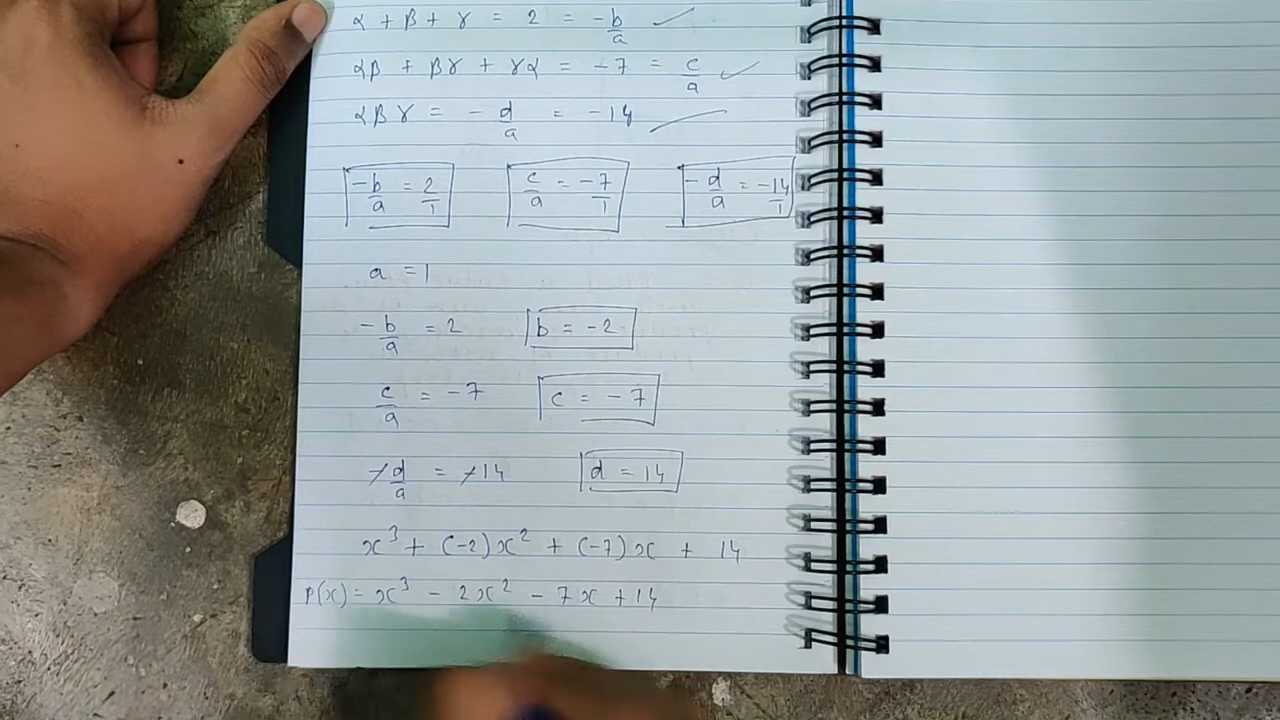 α + β + γ = 2 = -b/a ✓
αβ + βγ + γα = -7 = c/a ✓
αβγ = -d/a = -14
-b/a = 2/1 c/a = -7/1 -d/a = -14/1
a = 1
-b/a = 2 b = -2
c/a = -7 c = -7
-d/a = -14 d = 14
x³ + (-2)x² + (-7)x + 14
p(x) = x³ - 2x² - 7x + 14